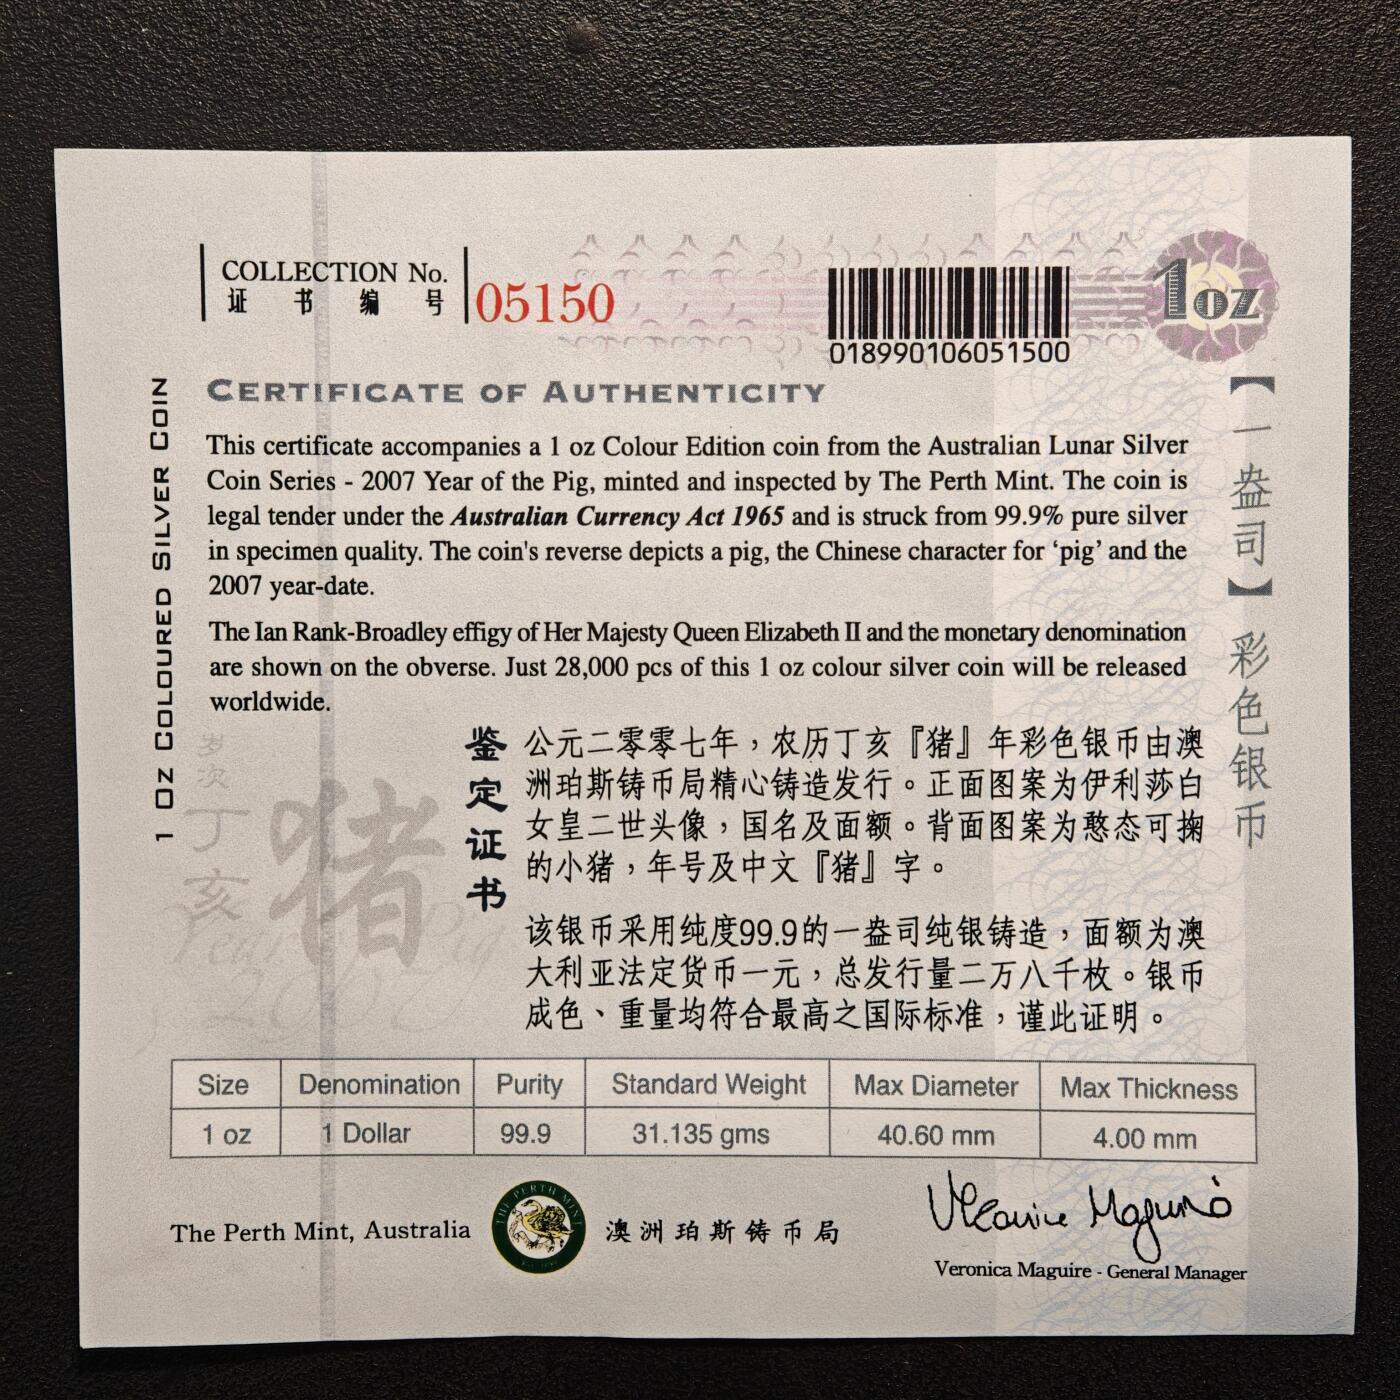 COLLECTION No.
证书编号
05150
018990106051500
1oz
CERTIFICATE OF AUTHENTICITY
This certificate accompanies a 1 oz Colour Edition coin from the Australian Lunar Silver
Coin Series - 2007 Year of the Pig, minted and inspected by The Perth Mint. The coin is
legal tender under the Australian Currency Act 1965 and is struck from 99.9% pure silver
in specimen quality. The coin's reverse depicts a pig, the Chinese character for ‘pig’ and the
2007 year-date.
The Ian Rank-Broadley effigy of Her Majesty Queen Elizabeth II and the monetary denomination
are shown on the obverse. Just 28,000 pcs of this 1 oz colour silver coin will be released
worldwide.
1 OZ COLOURED SILVER COIN
【一盎司】彩色银币
岁次丁亥
猪
鉴定证书
公元二零零七年，农历丁亥『猪』年彩色银币由澳
洲珀斯铸币局精心铸造发行。正面图案为伊利莎白
女皇二世头像，国名及面额。背面图案为憨态可掬
的小猪，年号及中文『猪』字。
该银币采用纯度99.9的一盎司纯银铸造，面额为澳
大利亚法定货币一元，总发行量二万八千枚。银币
成色、重量均符合最高之国际标准，谨此证明。
Size Denomination Purity Standard Weight Max Diameter Max Thickness
1 oz 1 Dollar 99.9 31.135 gms 40.60 mm 4.00 mm
The Perth Mint, Australia
THE PERTH MINT
澳洲珀斯铸币局
Veronica Maguire
Veronica Maguire - General Manager